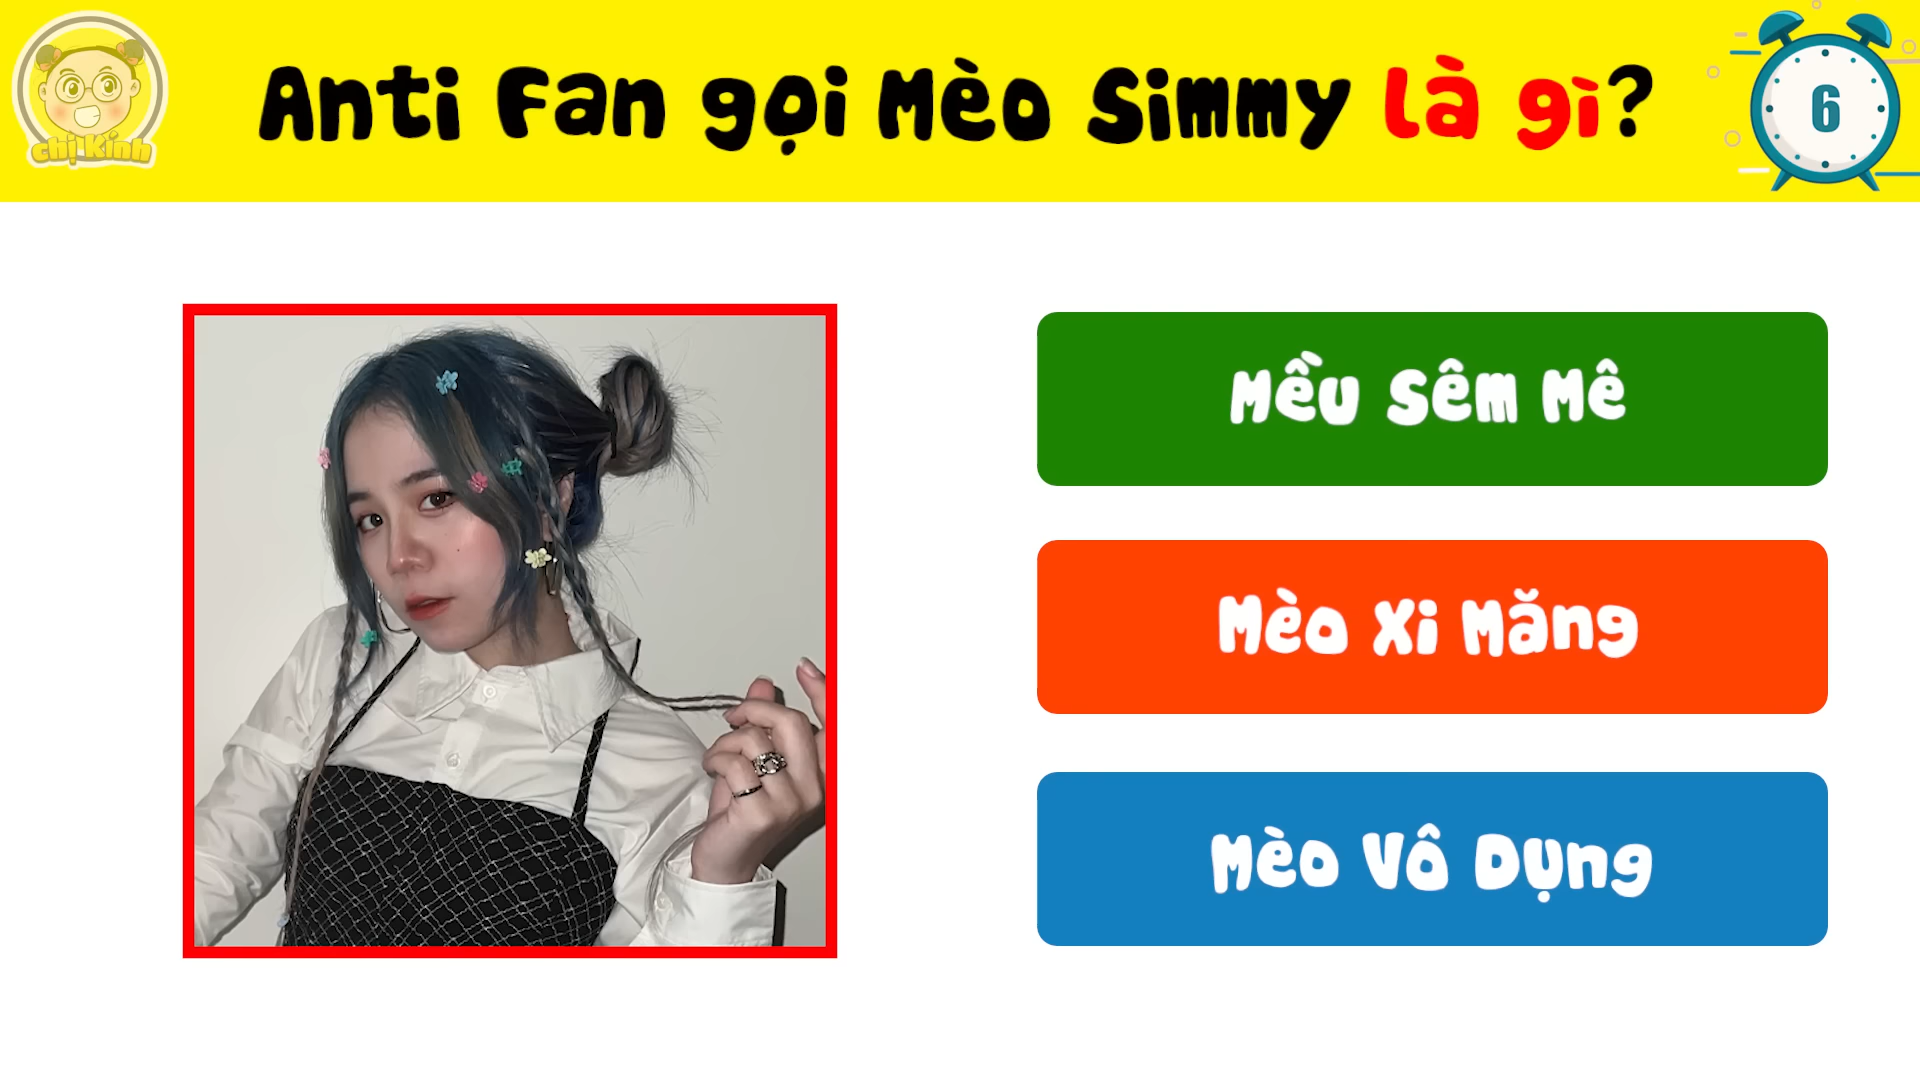 chị Kính
Anti Fan gọi Mèo Simmy là gì?
6
Mều Sêm Mê
Mèo Xi Măng
Mèo Vô Dụng